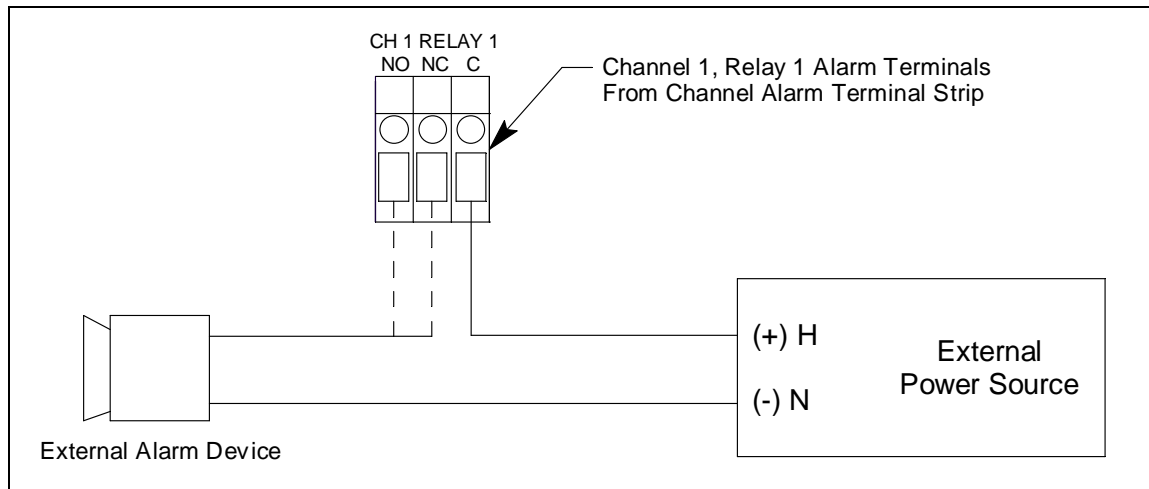 CH 1 RELAY 1
NO NC C
Channel 1, Relay 1 Alarm Terminals
From Channel Alarm Terminal Strip
(+) H
(-) N
External
Power Source
External Alarm Device